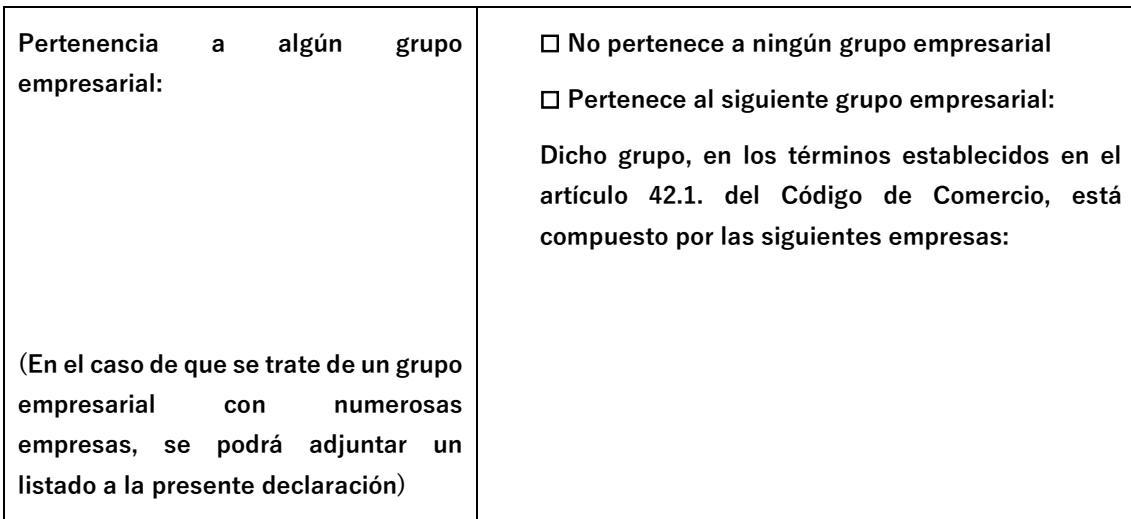 Pertenencia a algún grupo
empresarial:
(En el caso de que se trate de un grupo
empresarial con numerosas
empresas, se podrá adjuntar un
listado a la presente declaración)
☐ No pertenece a ningún grupo empresarial
☐ Pertenece al siguiente grupo empresarial:
Dicho grupo, en los términos establecidos en el
artículo 42.1. del Código de Comercio, está
compuesto por las siguientes empresas: